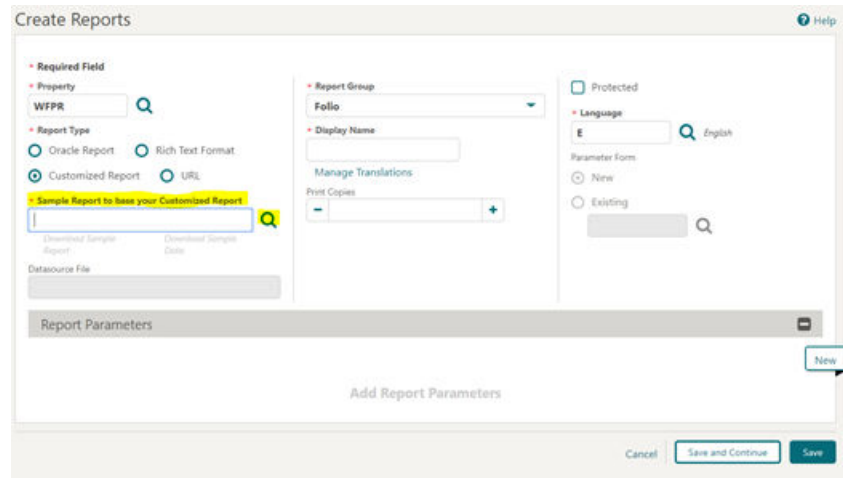 Create Reports
Help
* Required Field
* Property
WFPR
* Report Type
Oracle Report
Rich Text Format
Customized Report
URL
* Sample Report to base your Customized Report
Download Sample Report
Download Sample Data
Datasource File
* Report Group
Folio
* Display Name
Manage Translations
Print Copies
−
+
Protected
* Language
E
English
Parameter Form
New
Existing
Report Parameters
New
Add Report Parameters
Cancel
Save and Continue
Save